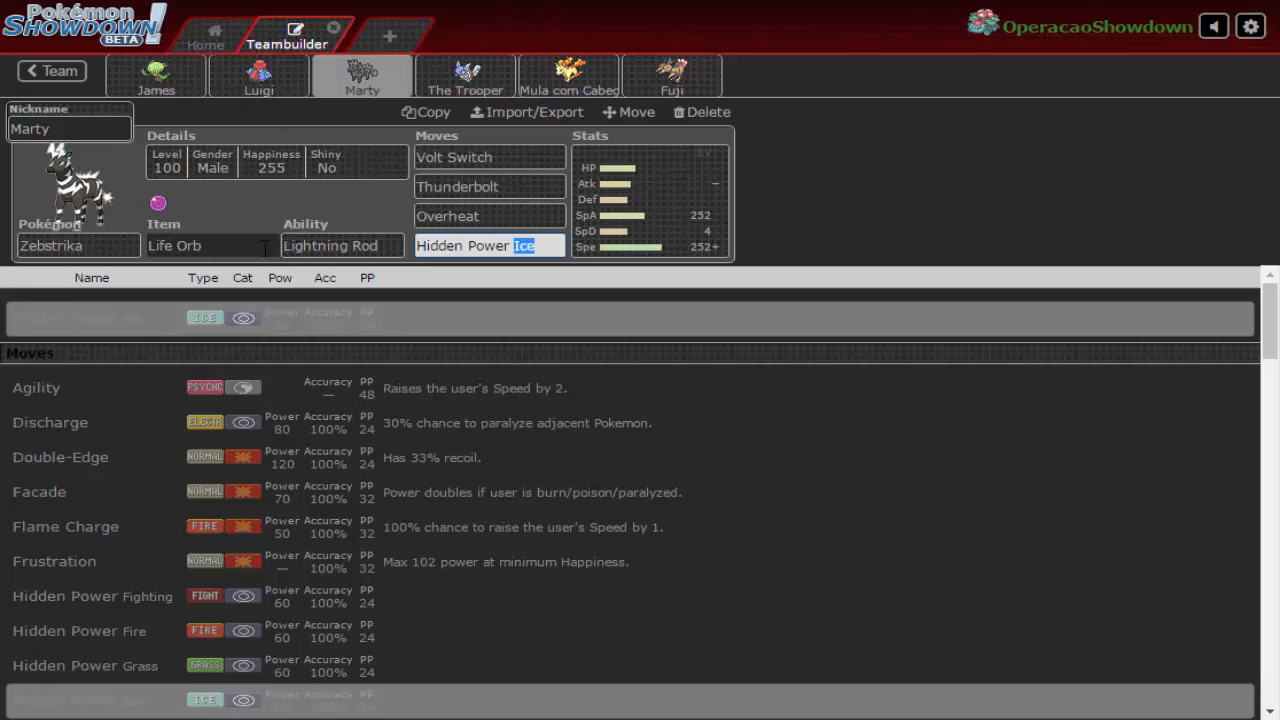 Pokémon
SHOWDOWN!
BETA
Home
Teambuilder
OperacaoShowdown
Team
James
Luigi
Marty
The Trooper
Mula com Cabeç
Fuji
Nickname
Marty
Copy
Import/Export
Move
Delete
Details
Level Gender Happiness Shiny
100 Male 255 No
Pokémon
Zebstrika
Item
Life Orb
Ability
Lightning Rod
Moves
Volt Switch
Thunderbolt
Overheat
Hidden Power Ice
Stats
EV
HP
Atk –
Def
SpA 252
SpD 4
Spe 252+
Name Type Cat Pow Acc PP
ICE
Moves
Agility PSYCHC Accuracy — PP 48 Raises the user's Speed by 2.
Discharge ELECTR Power 80 Accuracy 100% PP 24 30% chance to paralyze adjacent Pokemon.
Double-Edge NORMAL Power 120 Accuracy 100% PP 24 Has 33% recoil.
Facade NORMAL Power 70 Accuracy 100% PP 32 Power doubles if user is burn/poison/paralyzed.
Flame Charge FIRE Power 50 Accuracy 100% PP 32 100% chance to raise the user's Speed by 1.
Frustration NORMAL Power — Accuracy 100% PP 32 Max 102 power at minimum Happiness.
Hidden Power Fighting FIGHT Power 60 Accuracy 100% PP 24
Hidden Power Fire FIRE Power 60 Accuracy 100% PP 24
Hidden Power Grass GRASS Power 60 Accuracy 100% PP 24
ICE Power Accuracy PP